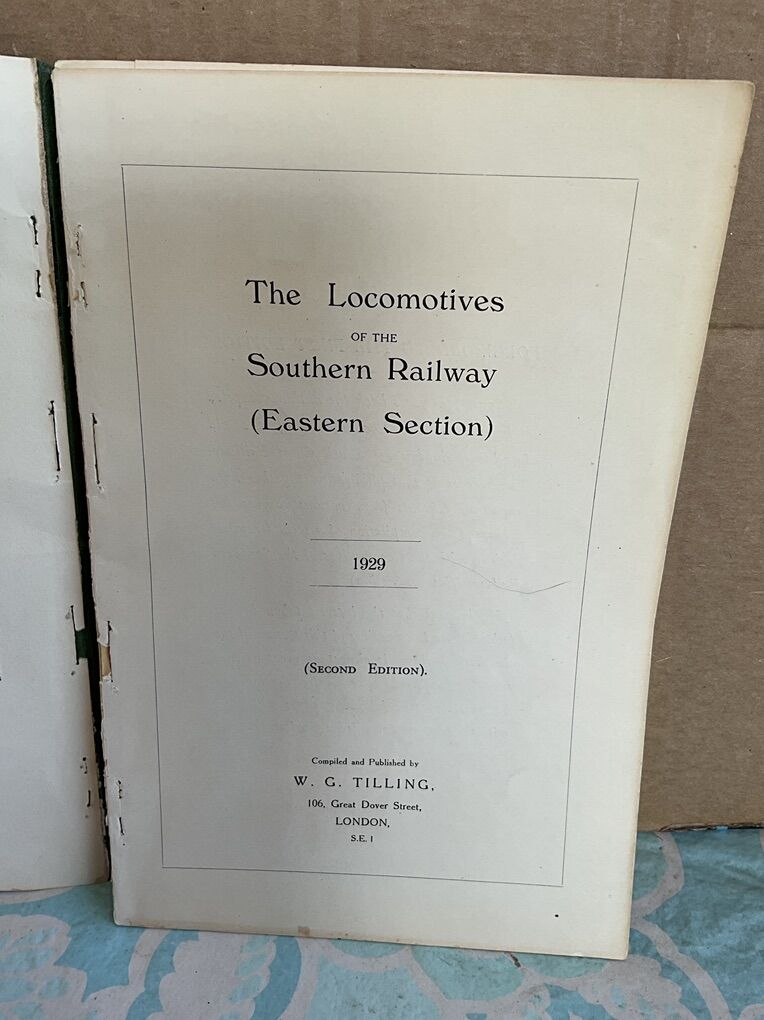 The Locomotives
OF THE
Southern Railway
(Eastern Section)
1929
(Second Edition).
Compiled and Published by
W. G. TILLING,
106, Great Dover Street,
LONDON,
S.E. 1